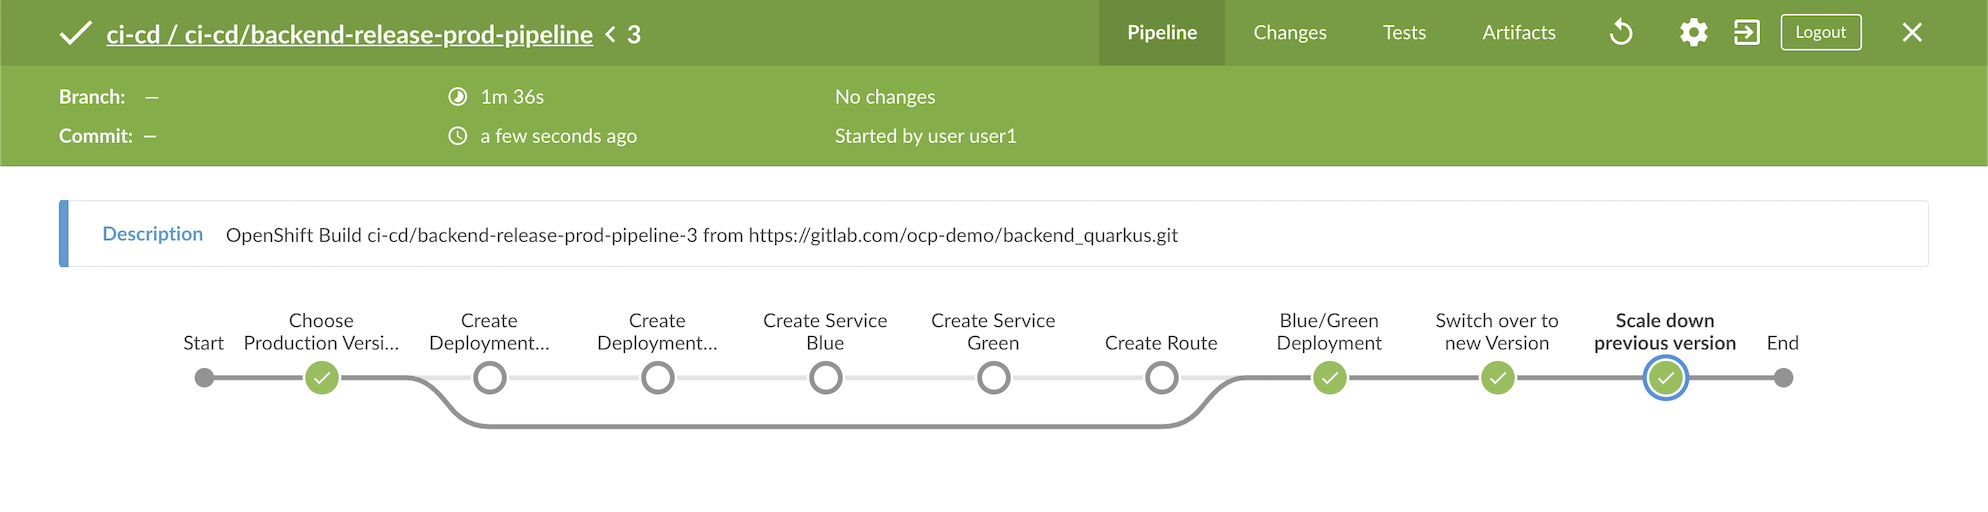 ci-cd / ci-cd/backend-release-prod-pipeline < 3
Pipeline Changes Tests Artifacts Logout
Branch: —
1m 36s
No changes
Commit: —
a few seconds ago
Started by user user1
Description OpenShift Build ci-cd/backend-release-prod-pipeline-3 from https://gitlab.com/ocp-demo/backend_quarkus.git
Start
Choose
Production Versi...
Create
Deployment...
Create
Deployment...
Create Service
Blue
Create Service
Green
Create Route
Blue/Green
Deployment
Switch over to
new Version
Scale down
previous version
End